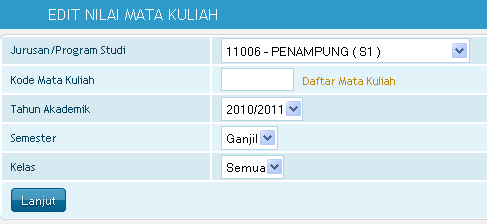 EDIT NILAI MATA KULIAH
Jurusan/Program Studi 11006 - PENAMPUNG ( S1 )
Kode Mata Kuliah Daftar Mata Kuliah
Tahun Akademik 2010/2011
Semester Ganjil
Kelas Semua
Lanjut